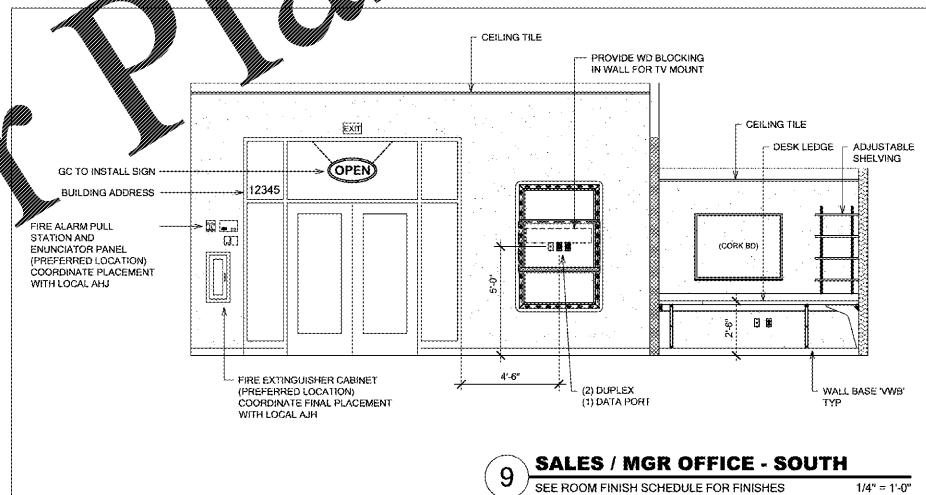 r Pla
CEILING TILE
PROVIDE WD BLOCKING
IN WALL FOR TV MOUNT
EXIT
CEILING TILE
DESK LEDGE
ADJUSTABLE
SHELVING
GC TO INSTALL SIGN
OPEN
BUILDING ADDRESS
12345
FIRE ALARM PULL
STATION AND
ENUNCIATOR PANEL
(PREFERRED LOCATION)
COORDINATE PLACEMENT
WITH LOCAL AHJ
(CORK BD)
5'-0"
2'-6"
4'-6"
FIRE EXTINGUISHER CABINET
(PREFERRED LOCATION)
COORDINATE FINAL PLACEMENT
WITH LOCAL AJH
(2) DUPLEX
(1) DATA PORT
WALL BASE 'VWB'
TYP
9
SALES / MGR OFFICE - SOUTH
SEE ROOM FINISH SCHEDULE FOR FINISHES
1/4" = 1'-0"